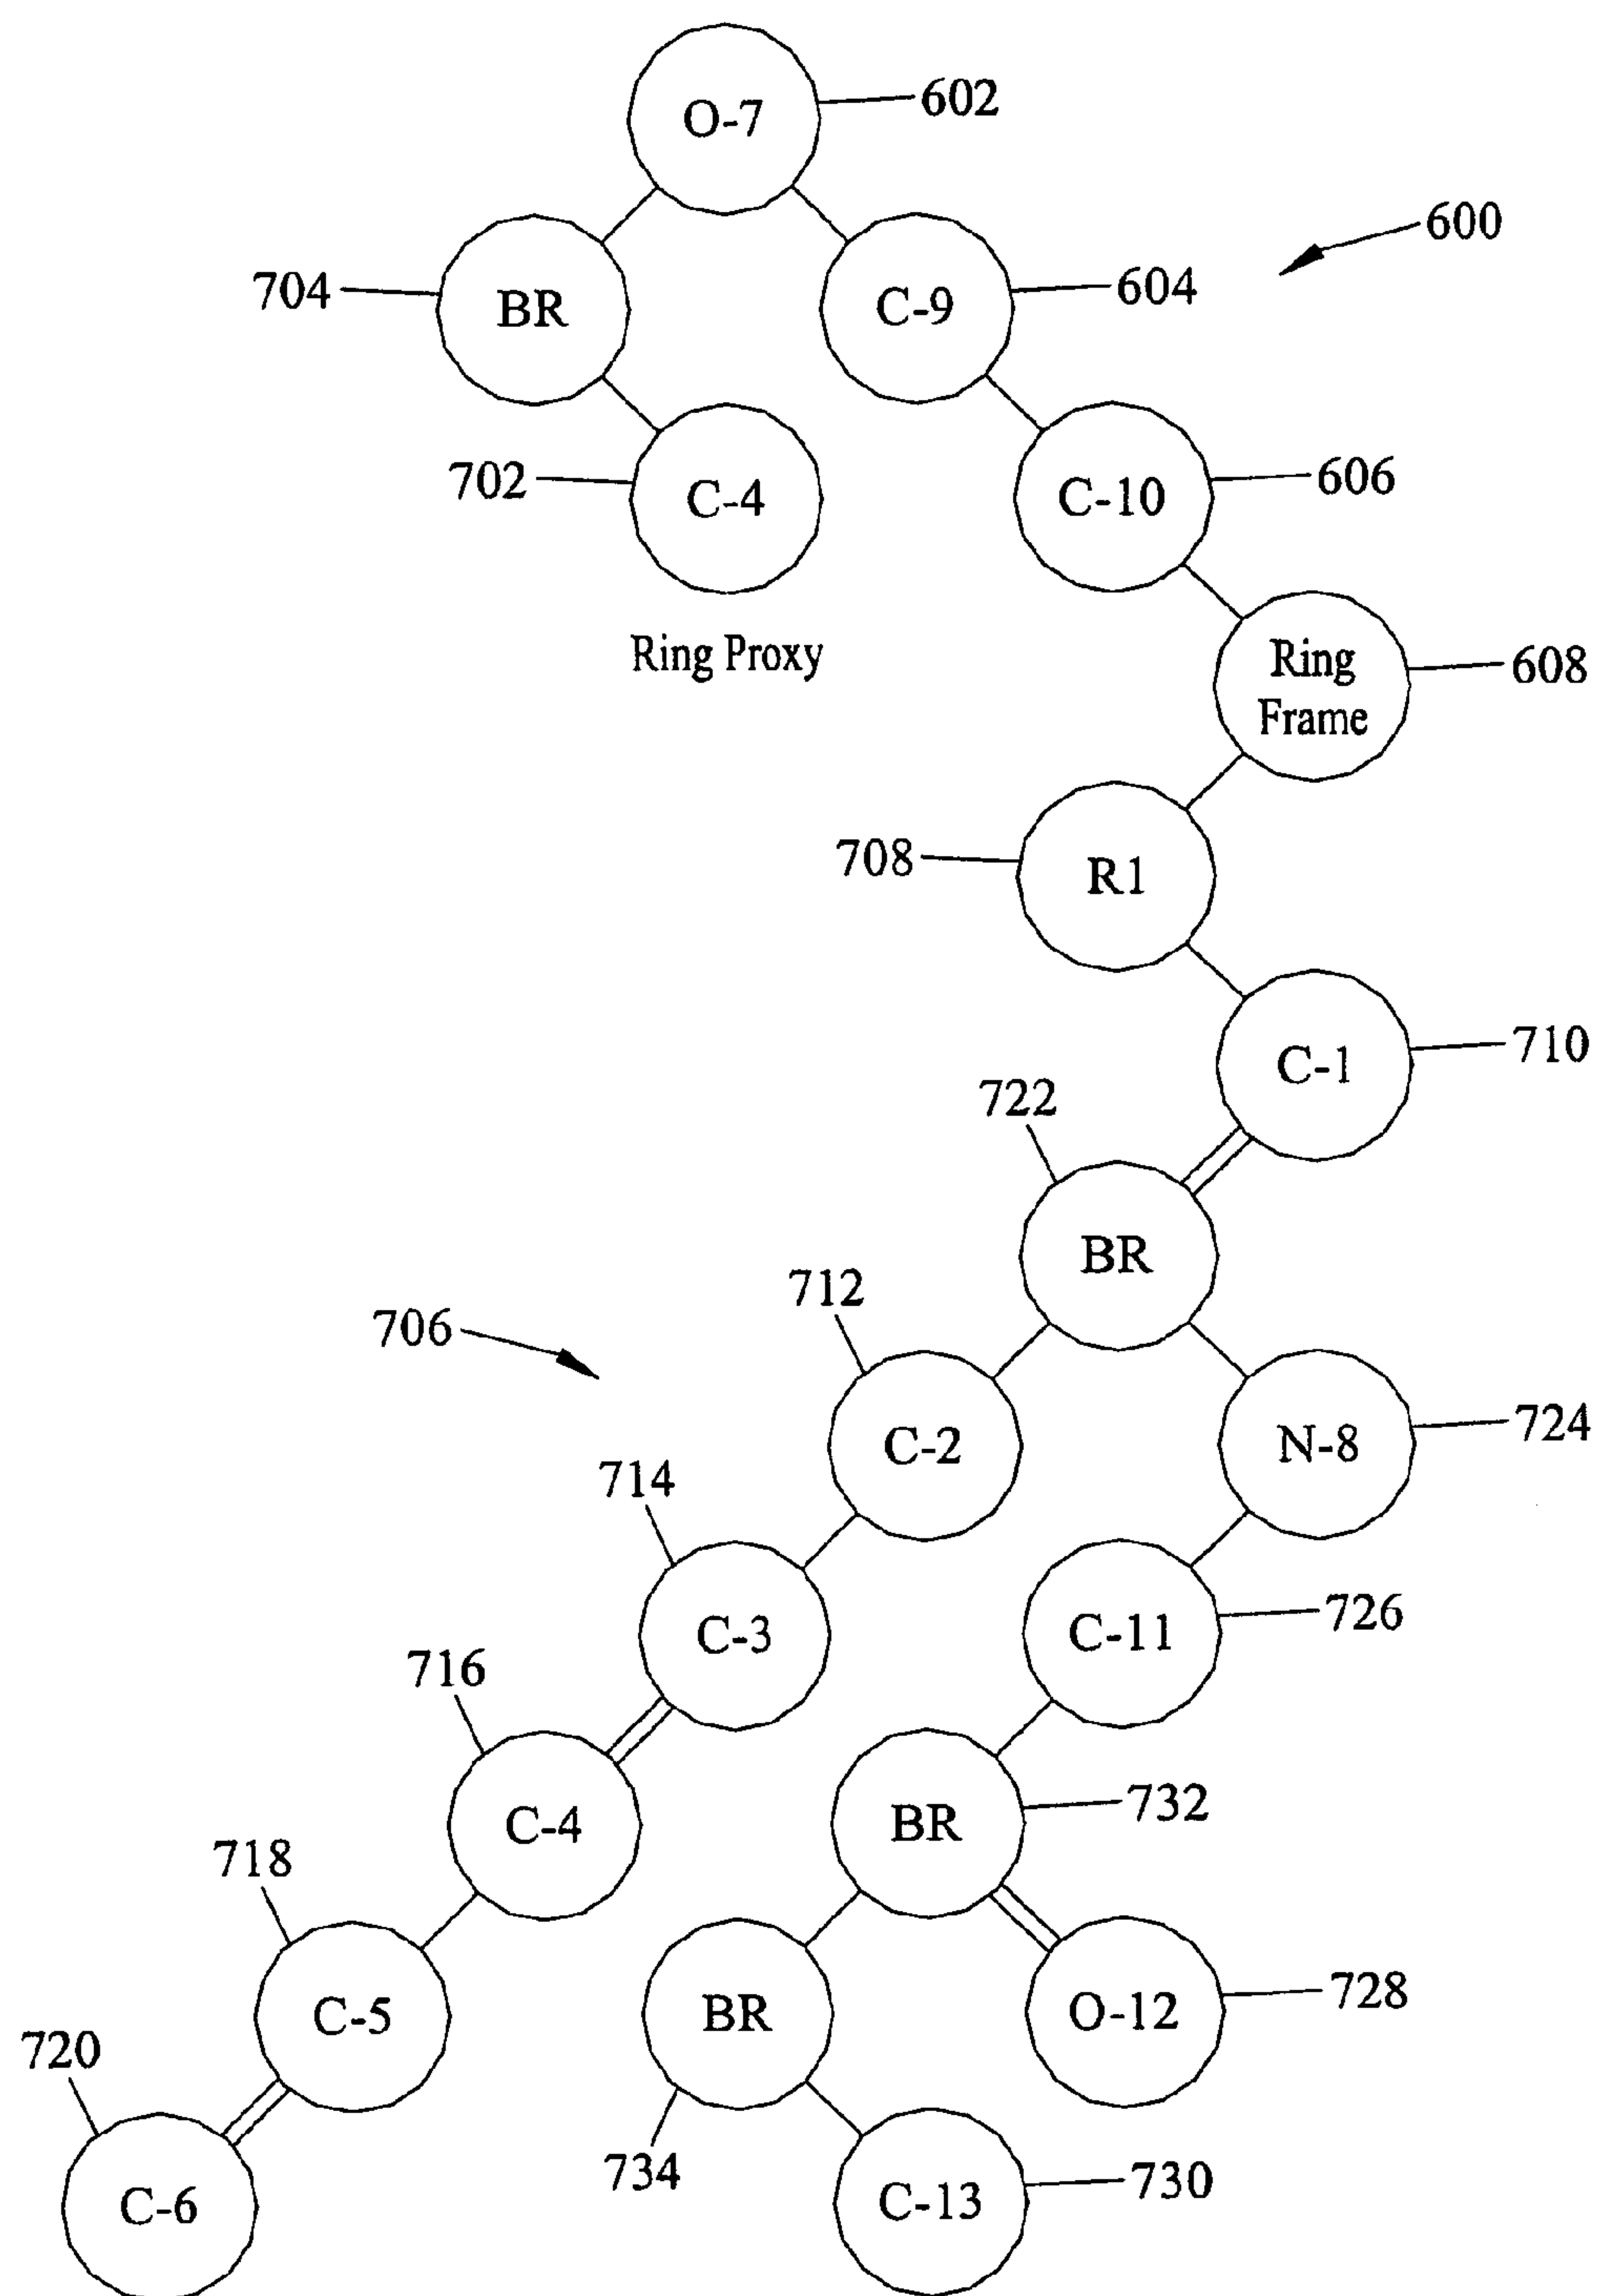 O-7
602
600
704
BR
C-9
604
702
C-4
C-10
606
Ring Proxy
Ring
Frame
608
708
R1
C-1
710
722
BR
712
706
C-2
N-8
724
714
C-3
C-11
726
716
C-4
BR
732
718
C-5
BR
O-12
728
720
734
C-6
C-13
730